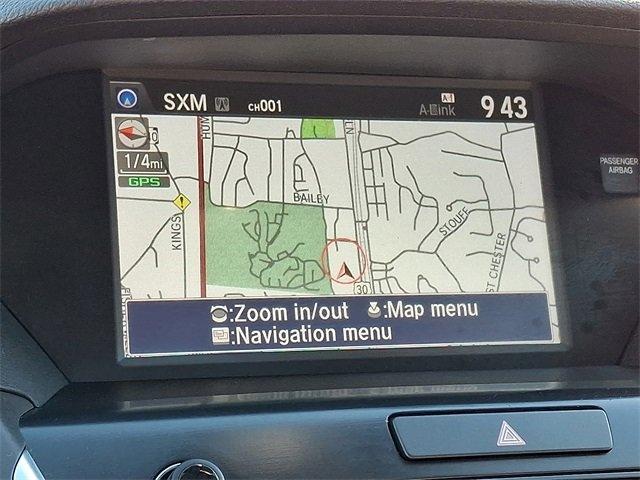 SXM CH001 A-Link 9 43
1/4mi
GPS
BAILEY
KINGS
STOUFF
ST CHESTER
30
PASSENGER
AIRBAG
:Zoom in/out :Map menu
:Navigation menu